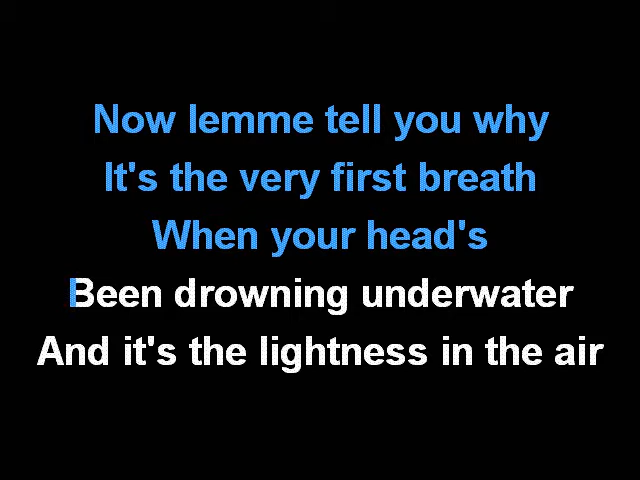 Now lemme tell you why
It's the very first breath
When your head's
Been drowning underwater
And it's the lightness in the air